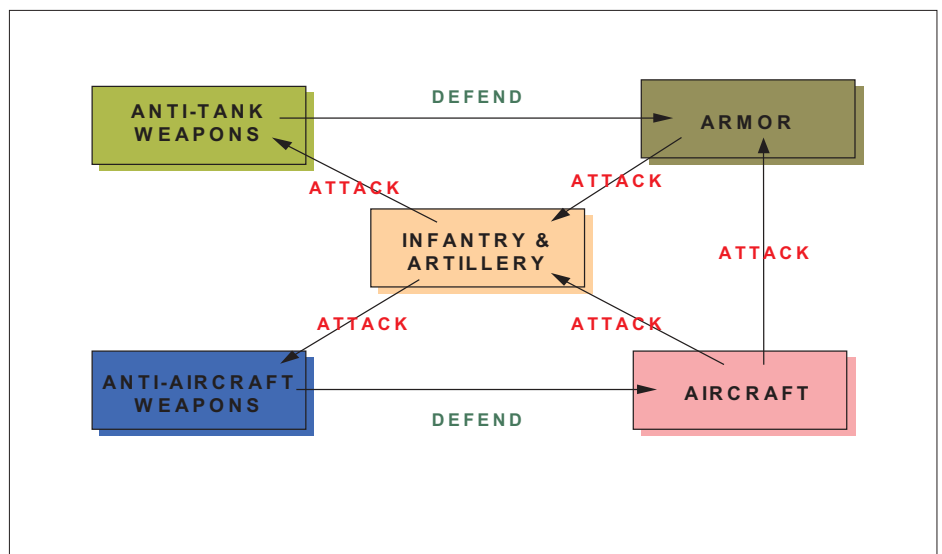 DEFEND
ANTI-TANK
WEAPONS
ARMOR
ATTACK
ATTACK
INFANTRY &
ARTILLERY
ATTACK
ATTACK
ATTACK
ANTI-AIRCRAFT
WEAPONS
AIRCRAFT
DEFEND